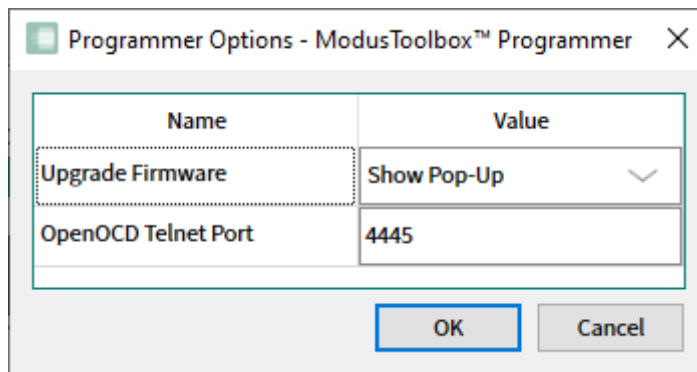 Programmer Options - ModusToolbox™ Programmer
Name Value
Upgrade Firmware Show Pop-Up
OpenOCD Telnet Port 4445
OK Cancel